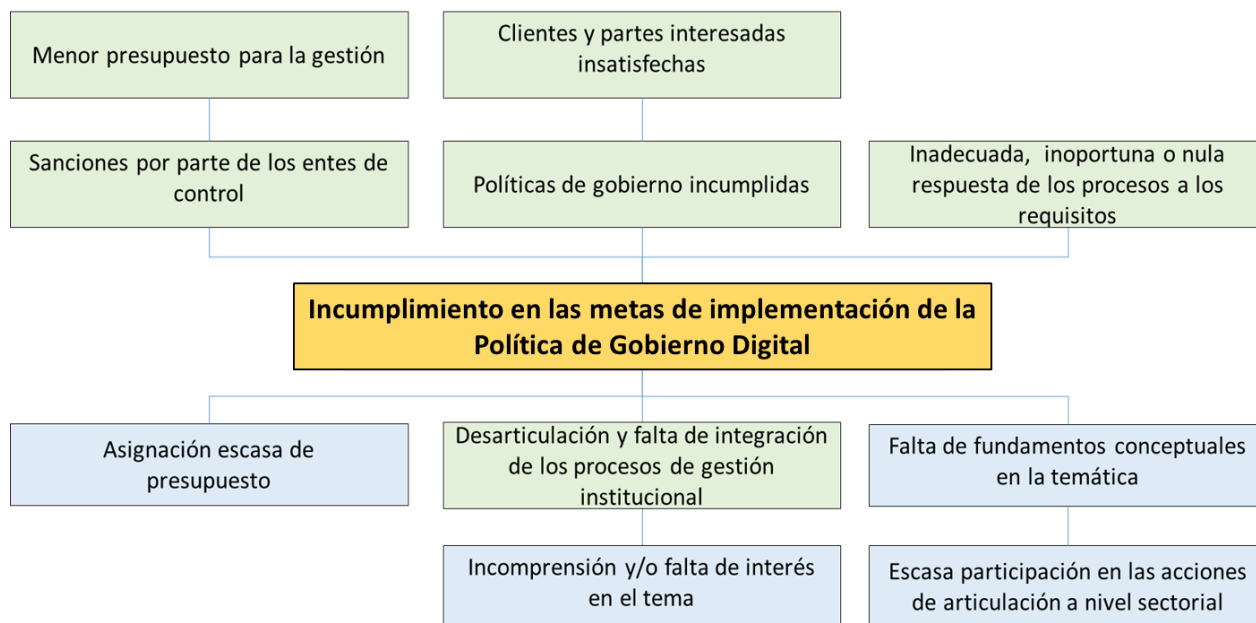 Menor presupuesto para la gestión
Clientes y partes interesadas
insatisfechas
Sanciones por parte de los entes de
control
Políticas de gobierno incumplidas
Inadecuada, inoportuna o nula
respuesta de los procesos a los
requisitos
Incumplimiento en las metas de implementación de la
Política de Gobierno Digital
Asignación escasa de
presupuesto
Desarticulación y falta de integración
de los procesos de gestión
institucional
Falta de fundamentos conceptuales
en la temática
Incomprensión y/o falta de interés
en el tema
Escasa participación en las acciones
de articulación a nivel sectorial